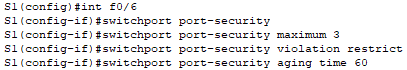 S1(config)#int f0/6
S1(config-if)#switchport port-security
S1(config-if)#switchport port-security maximum 3
S1(config-if)#switchport port-security violation restrict
S1(config-if)#switchport port-security aging time 60